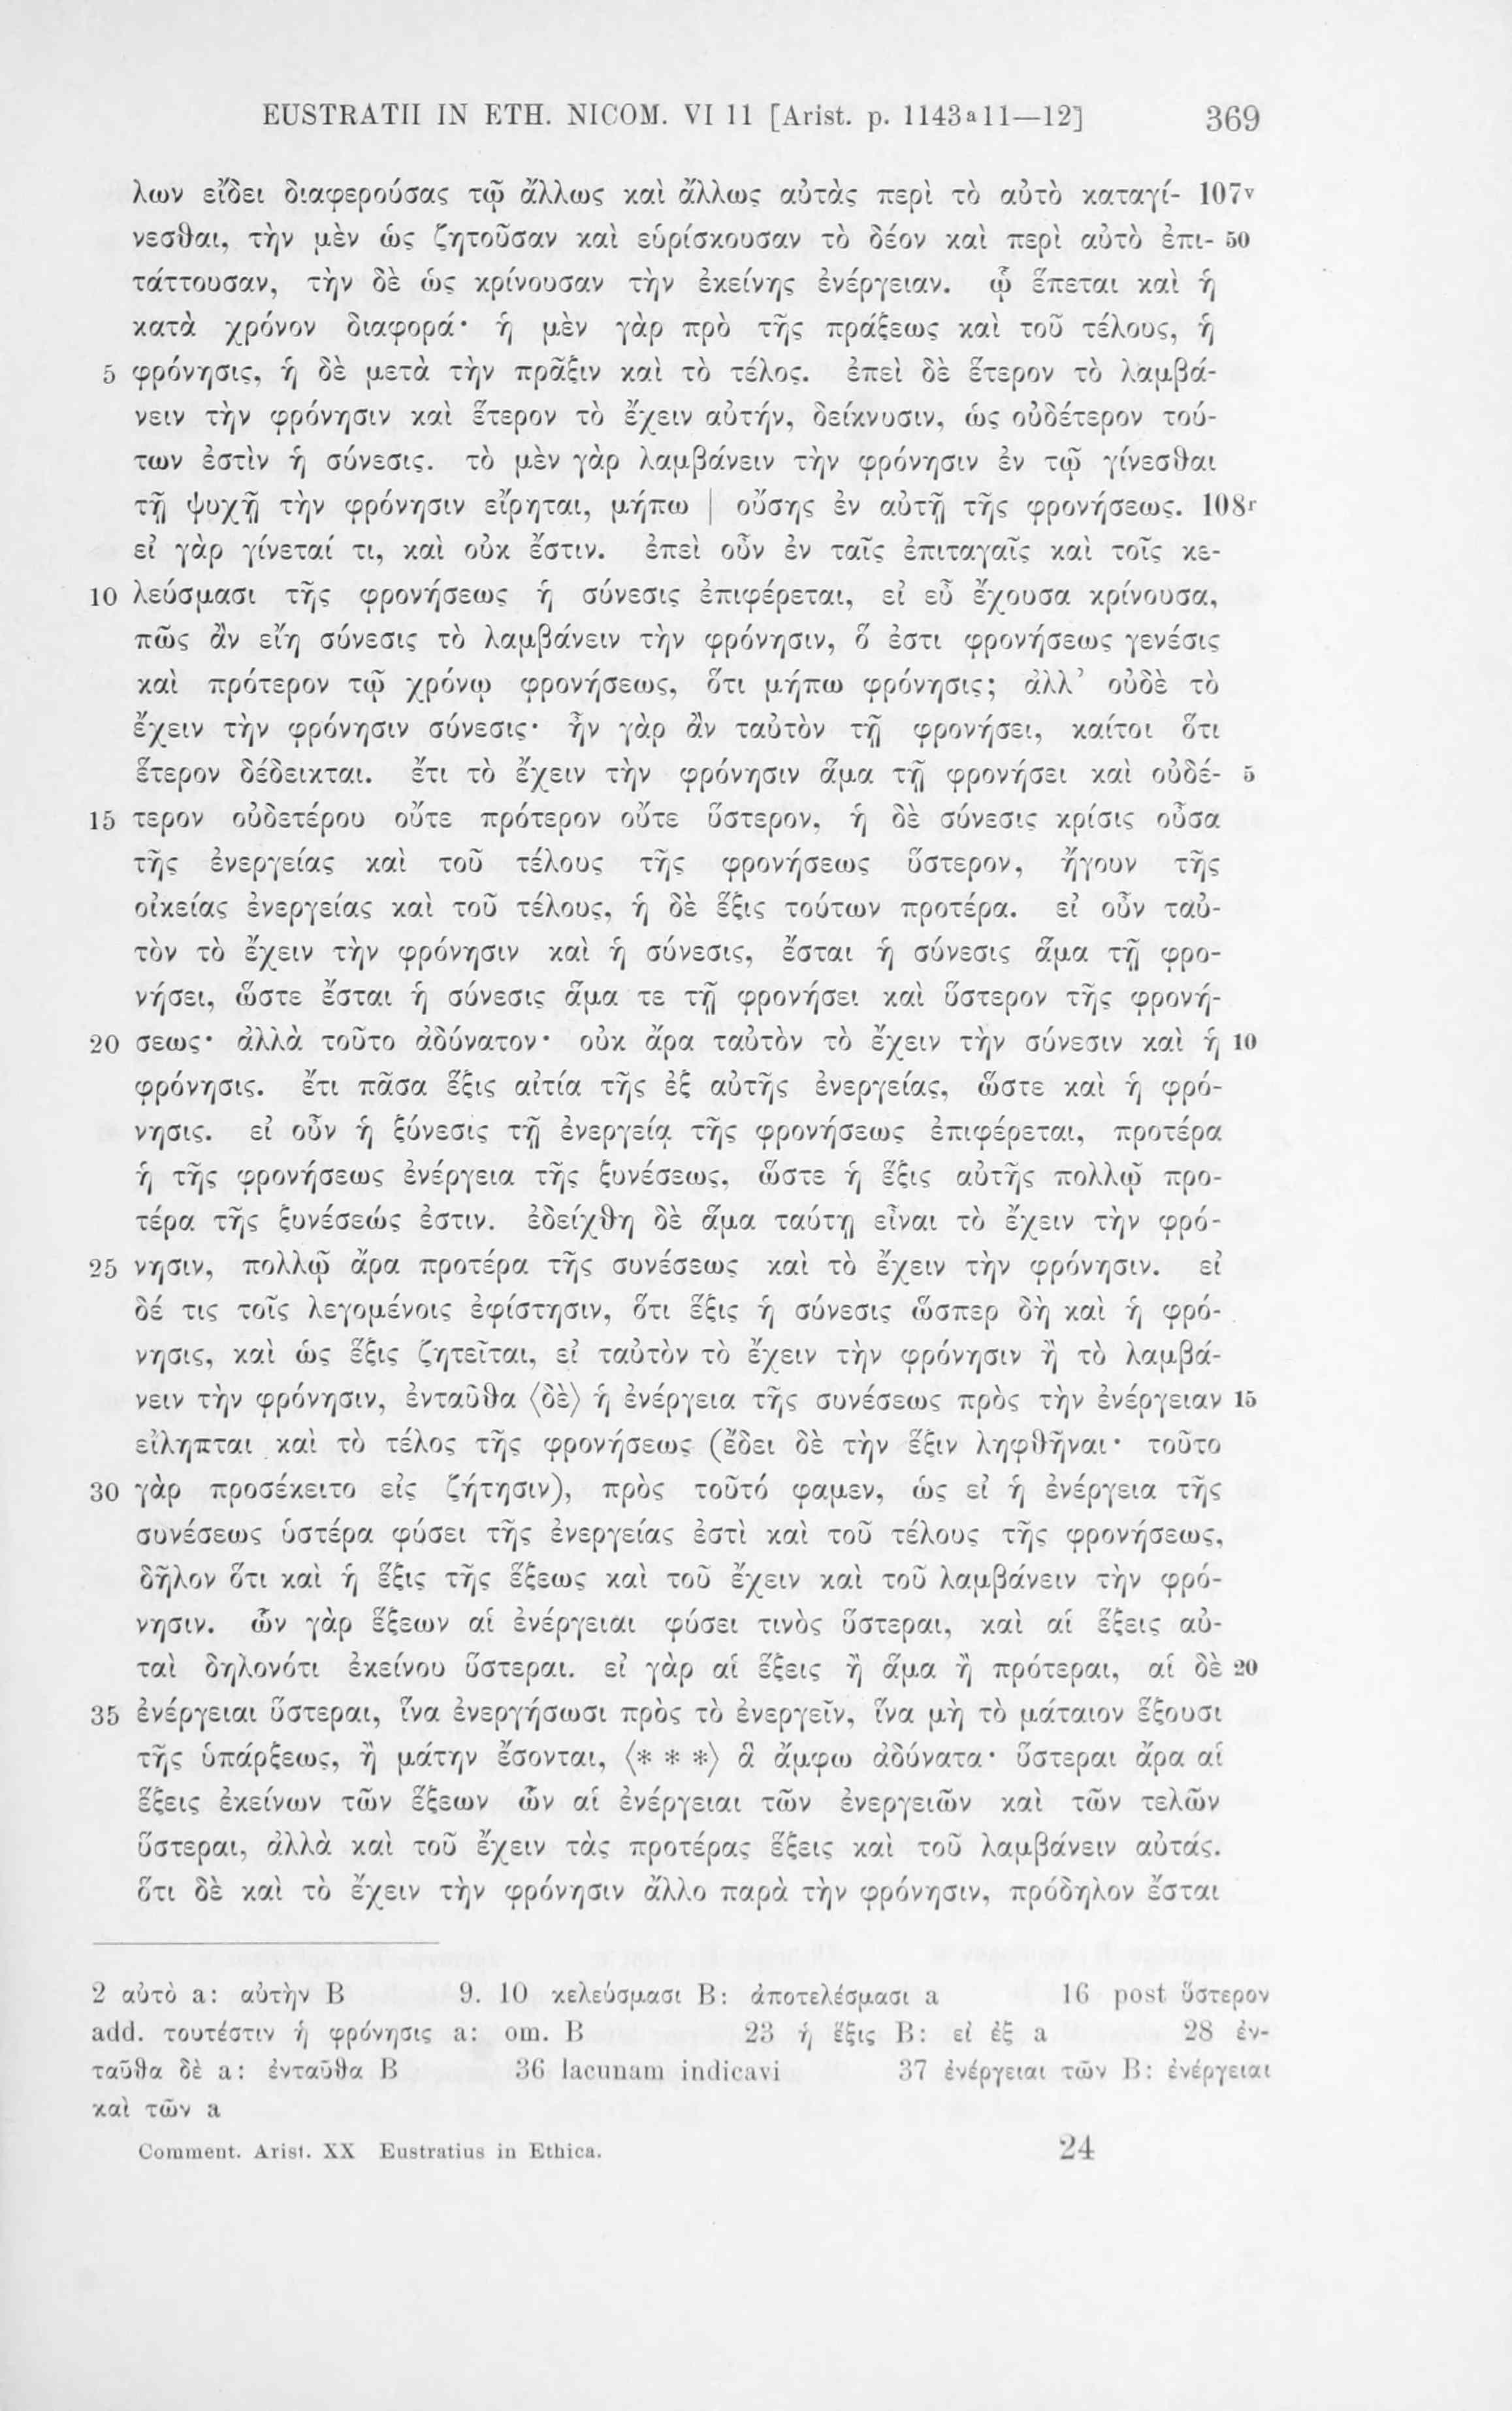 EUSTRATII IN ETH. NICOM. VI 11 [Arist. p. 1143a11—12] 369
λων εἴδει διαφερούσας τῷ ἄλλως καὶ ἄλλως αὐτὰς περὶ τὸ αὐτὸ καταγί- 107v
νεσθαι, τὴν μὲν ὡς ζητοῦσαν καὶ εὑρίσκουσαν τὸ δέον καὶ περὶ αὐτὸ ἐπι- 50
τάττουσαν, τὴν δὲ ὡς κρίνουσαν τὴν ἐκείνης ἐνέργειαν. ᾧ ἕπεται καὶ ἡ
κατὰ χρόνον διαφορά· ἡ μὲν γὰρ πρὸ τῆς πράξεως καὶ τοῦ τέλους, ἡ
5 φρόνησις, ἡ δὲ μετὰ τὴν πρᾶξιν καὶ τὸ τέλος. ἐπεὶ δὲ ἕτερον τὸ λαμβά-
νειν τὴν φρόνησιν καὶ ἕτερον τὸ ἔχειν αὐτήν, δείκνυσιν, ὡς οὐδέτερον τού-
των ἐστὶν ἡ σύνεσις. τὸ μὲν γὰρ λαμβάνειν τὴν φρόνησιν ἐν τῷ γίνεσθαι
τῇ ψυχῇ τὴν φρόνησιν εἴρηται, μήπω | οὔσης ἐν αὐτῇ τῆς φρονήσεως. 108r
εἰ γὰρ γίνεταί τι, καὶ οὐκ ἔστιν. ἐπεὶ οὖν ἐν ταῖς ἐπιταγαῖς καὶ τοῖς κε-
10 λεύσμασι τῆς φρονήσεως ἡ σύνεσις ἐπιφέρεται, εἰ εὖ ἔχουσα κρίνουσα,
πῶς ἂν εἴη σύνεσις τὸ λαμβάνειν τὴν φρόνησιν, ὅ ἐστι φρονήσεως γενέσις
καὶ πρότερον τῷ χρόνῳ φρονήσεως, ὅτι μήπω φρόνησις; ἀλλ’ οὐδὲ τὸ
ἔχειν τὴν φρόνησιν σύνεσις· ἦν γὰρ ἂν ταὐτὸν τῇ φρονήσει, καίτοι ὅτι
ἕτερον δέδεικται. ἔτι τὸ ἔχειν τὴν φρόνησιν ἅμα τῇ φρονήσει καὶ οὐδέ- 5
15 τερον οὐδετέρου οὔτε πρότερον οὔτε ὕστερον, ἡ δὲ σύνεσις κρίσις οὖσα
τῆς ἐνεργείας καὶ τοῦ τέλους τῆς φρονήσεως ὕστερον, ἤγουν τῆς
οἰκείας ἐνεργείας καὶ τοῦ τέλους, ἡ δὲ ἕξις τούτων προτέρα. εἰ οὖν ταὐ-
τὸν τὸ ἔχειν τὴν φρόνησιν καὶ ἡ σύνεσις, ἔσται ἡ σύνεσις ἅμα τῇ φρο-
νήσει, ὥστε ἔσται ἡ σύνεσις ἅμα τε τῇ φρονήσει καὶ ὕστερον τῆς φρονή-
20 σεως· ἀλλὰ τοῦτο ἀδύνατον· οὐκ ἄρα ταὐτὸν τὸ ἔχειν τὴν σύνεσιν καὶ ἡ 10
φρόνησις. ἔτι πᾶσα ἕξις αἰτία τῆς ἐξ αὐτῆς ἐνεργείας, ὥστε καὶ ἡ φρό-
νησις. εἰ οὖν ἡ ξύνεσις τῇ ἐνεργείᾳ τῆς φρονήσεως ἐπιφέρεται, προτέρα
ἡ τῆς φρονήσεως ἐνέργεια τῆς ξυνέσεως, ὥστε ἡ ἕξις αὐτῆς πολλῷ προ-
τέρα τῆς ξυνέσεώς ἐστιν. ἐδείχθη δὲ ἅμα ταύτῃ εἶναι τὸ ἔχειν τὴν φρό-
25 νησιν, πολλῷ ἄρα προτέρα τῆς συνέσεως καὶ τὸ ἔχειν τὴν φρόνησιν. εἰ
δέ τις τοῖς λεγομένοις ἐφίστησιν, ὅτι ἕξις ἡ σύνεσις ὥσπερ δὴ καὶ ἡ φρό-
νησις, καὶ ὡς ἕξις ζητεῖται, εἰ ταὐτὸν τὸ ἔχειν τὴν φρόνησιν ἢ τὸ λαμβά-
νειν τὴν φρόνησιν, ἐνταῦθα ⟨δὲ⟩ ἡ ἐνέργεια τῆς συνέσεως πρὸς τὴν ἐνέργειαν 15
εἴληπται καὶ τὸ τέλος τῆς φρονήσεως (ἔδει δὲ τὴν ἕξιν ληφθῆναι· τοῦτο
30 γὰρ προσέκειτο εἰς ζήτησιν), πρὸς τοῦτό φαμεν, ὡς εἰ ἡ ἐνέργεια τῆς
συνέσεως ὑστέρα φύσει τῆς ἐνεργείας ἐστὶ καὶ τοῦ τέλους τῆς φρονήσεως,
δῆλον ὅτι καὶ ἡ ἕξις τῆς ἕξεως καὶ τοῦ ἔχειν καὶ τοῦ λαμβάνειν τὴν φρό-
νησιν. ὧν γὰρ ἕξεων αἱ ἐνέργειαι φύσει τινὸς ὕστεραι, καὶ αἱ ἕξεις αὐ-
ταὶ δηλονότι ἐκείνου ὕστεραι. εἰ γὰρ αἱ ἕξεις ἢ ἅμα ἢ πρότεραι, αἱ δὲ 20
35 ἐνέργειαι ὕστεραι, ἵνα ἐνεργήσωσι πρὸς τὸ ἐνεργεῖν, ἵνα μὴ τὸ μάταιον ἕξουσι
τῆς ὑπάρξεως, ἢ μάτην ἔσονται, ⟨* * *⟩ ἃ ἄμφω ἀδύνατα· ὕστεραι ἄρα αἱ
ἕξεις ἐκείνων τῶν ἕξεων ὧν αἱ ἐνέργειαι τῶν ἐνεργειῶν καὶ τῶν τελῶν
ὕστεραι, ἀλλὰ καὶ τοῦ ἔχειν τὰς προτέρας ἕξεις καὶ τοῦ λαμβάνειν αὐτάς.
ὅτι δὲ καὶ τὸ ἔχειν τὴν φρόνησιν ἄλλο παρὰ τὴν φρόνησιν, πρόδηλον ἔσται
2 αὐτὸ a: αὐτὴν B 9. 10 κελεύσμασι B: ἀποτελέσμασι a 16 post ὕστερον
add. τουτέστιν ἡ φρόνησις a: om. B 23 ἡ ἕξις B: εἰ ἐξ a 28 ἐν-
ταῦθα δὲ a: ἐνταῦθα B 36 lacunam indicavi 37 ἐνέργειαι τῶν B: ἐνέργειαι
καὶ τῶν a
Comment. Arist. XX Eustratius in Ethica. 24